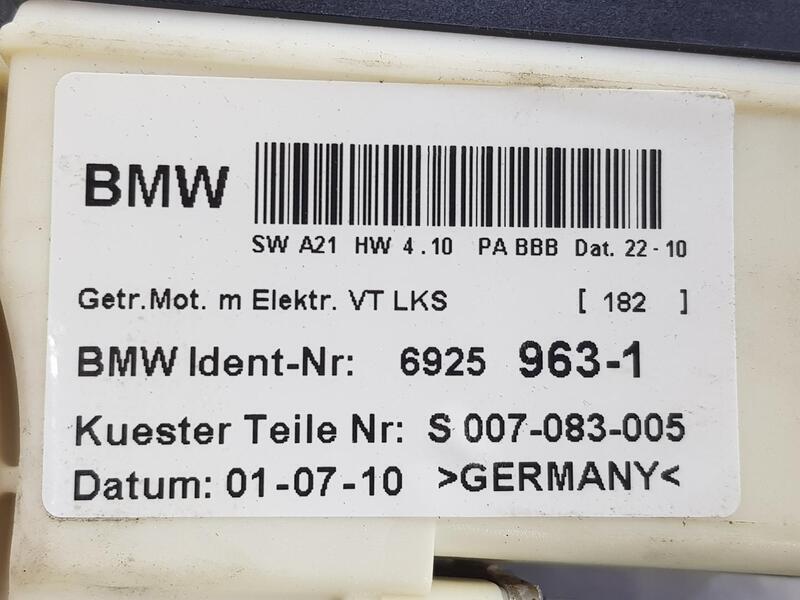 BMW
SW A21 HW 4.10 PA BBB Dat. 22-10
Getr.Mot. m Elektr. VT LKS [ 182 ]
BMW Ident-Nr: 6925 963-1
Kuester Teile Nr: S 007-083-005
Datum: 01-07-10 >GERMANY<